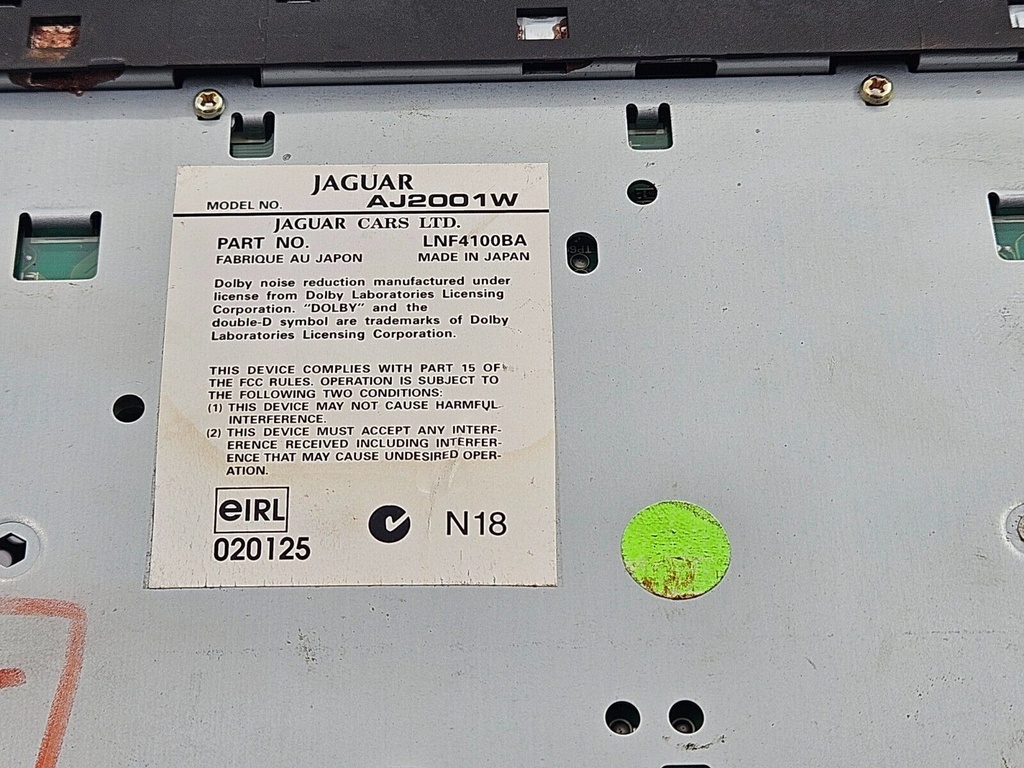 JAGUAR
MODEL NO. AJ2001W
JAGUAR CARS LTD.
PART NO. LNF4100BA
FABRIQUE AU JAPON MADE IN JAPAN
Dolby noise reduction manufactured under
license from Dolby Laboratories Licensing
Corporation. "DOLBY" and the
double-D symbol are trademarks of Dolby
Laboratories Licensing Corporation.
THIS DEVICE COMPLIES WITH PART 15 OF
THE FCC RULES. OPERATION IS SUBJECT TO
THE FOLLOWING TWO CONDITIONS:
(1) THIS DEVICE MAY NOT CAUSE HARMFUL
INTERFERENCE.
(2) THIS DEVICE MUST ACCEPT ANY INTERF-
ERENCE RECEIVED INCLUDING INTERFER-
ENCE THAT MAY CAUSE UNDESIRED OPER-
ATION.
eIRL
020125
N18